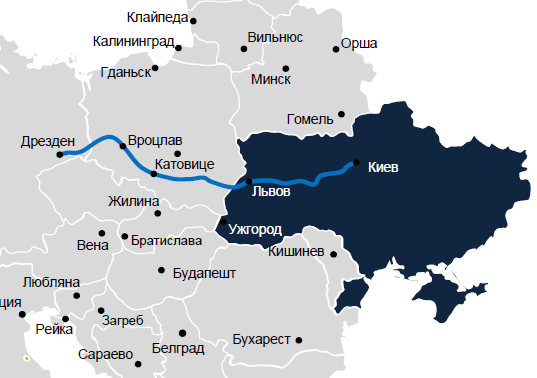 Клайпеда
Калининград
Вильнюс
Орша
Гданьск
Минск
Гомель
Дрезден
Вроцлав
Катовице
Киев
Львов
Жилина
Ужгород
Вена
Братислава
Кишинев
Будапешт
Любляна
ция
Рейка
Загреб
Бухарест
Сараево
Белград